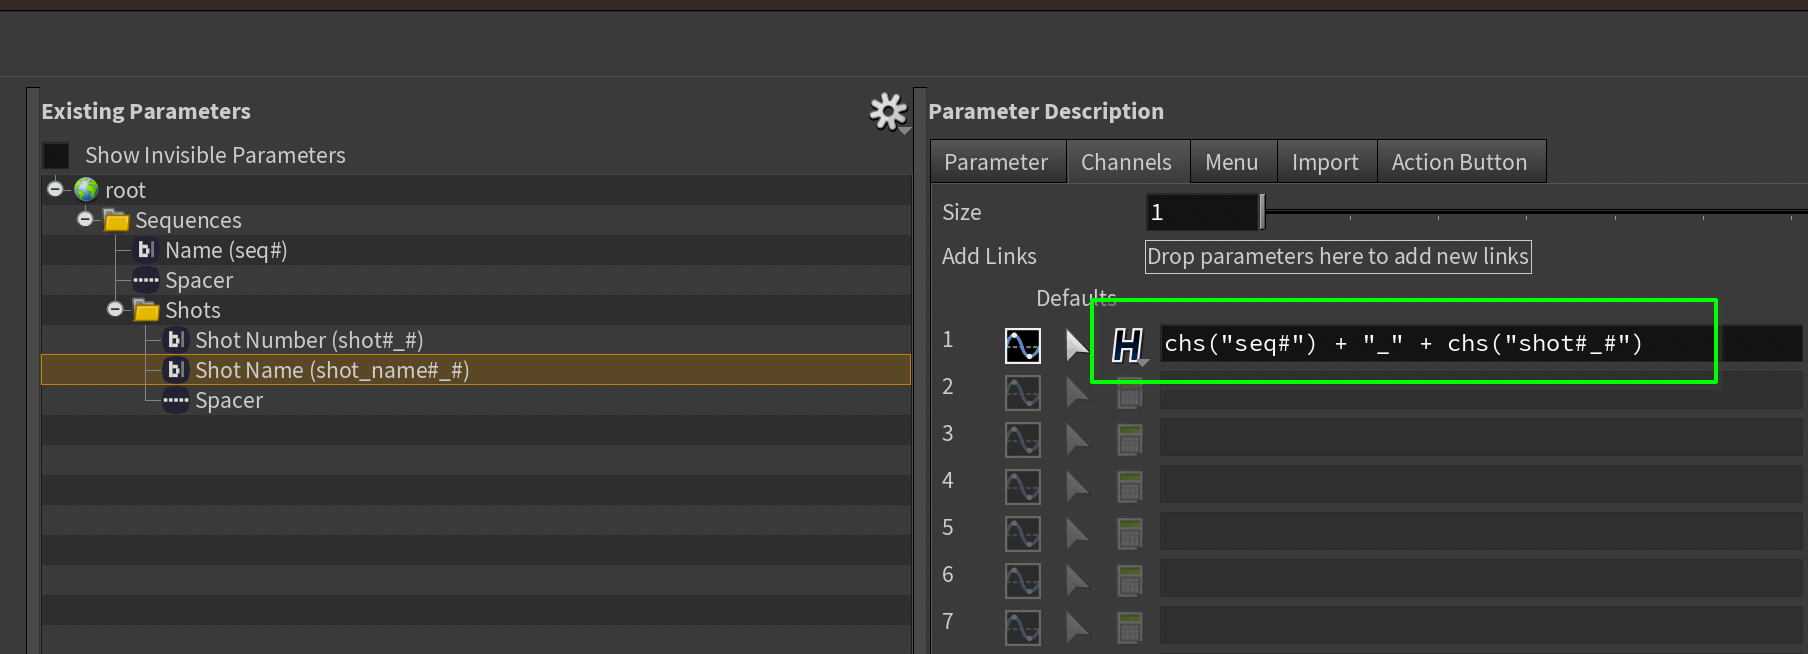 Existing Parameters
Show Invisible Parameters
root
Sequences
Name (seq#)
Spacer
Shots
Shot Number (shot#_#)
Shot Name (shot_name#_#)
Spacer
Parameter Description
Parameter Channels Menu Import Action Button
Size 1
Add Links Drop parameters here to add new links
Defaults
1 chs("seq#") + "_" + chs("shot#_#")
2
3
4
5
6
7